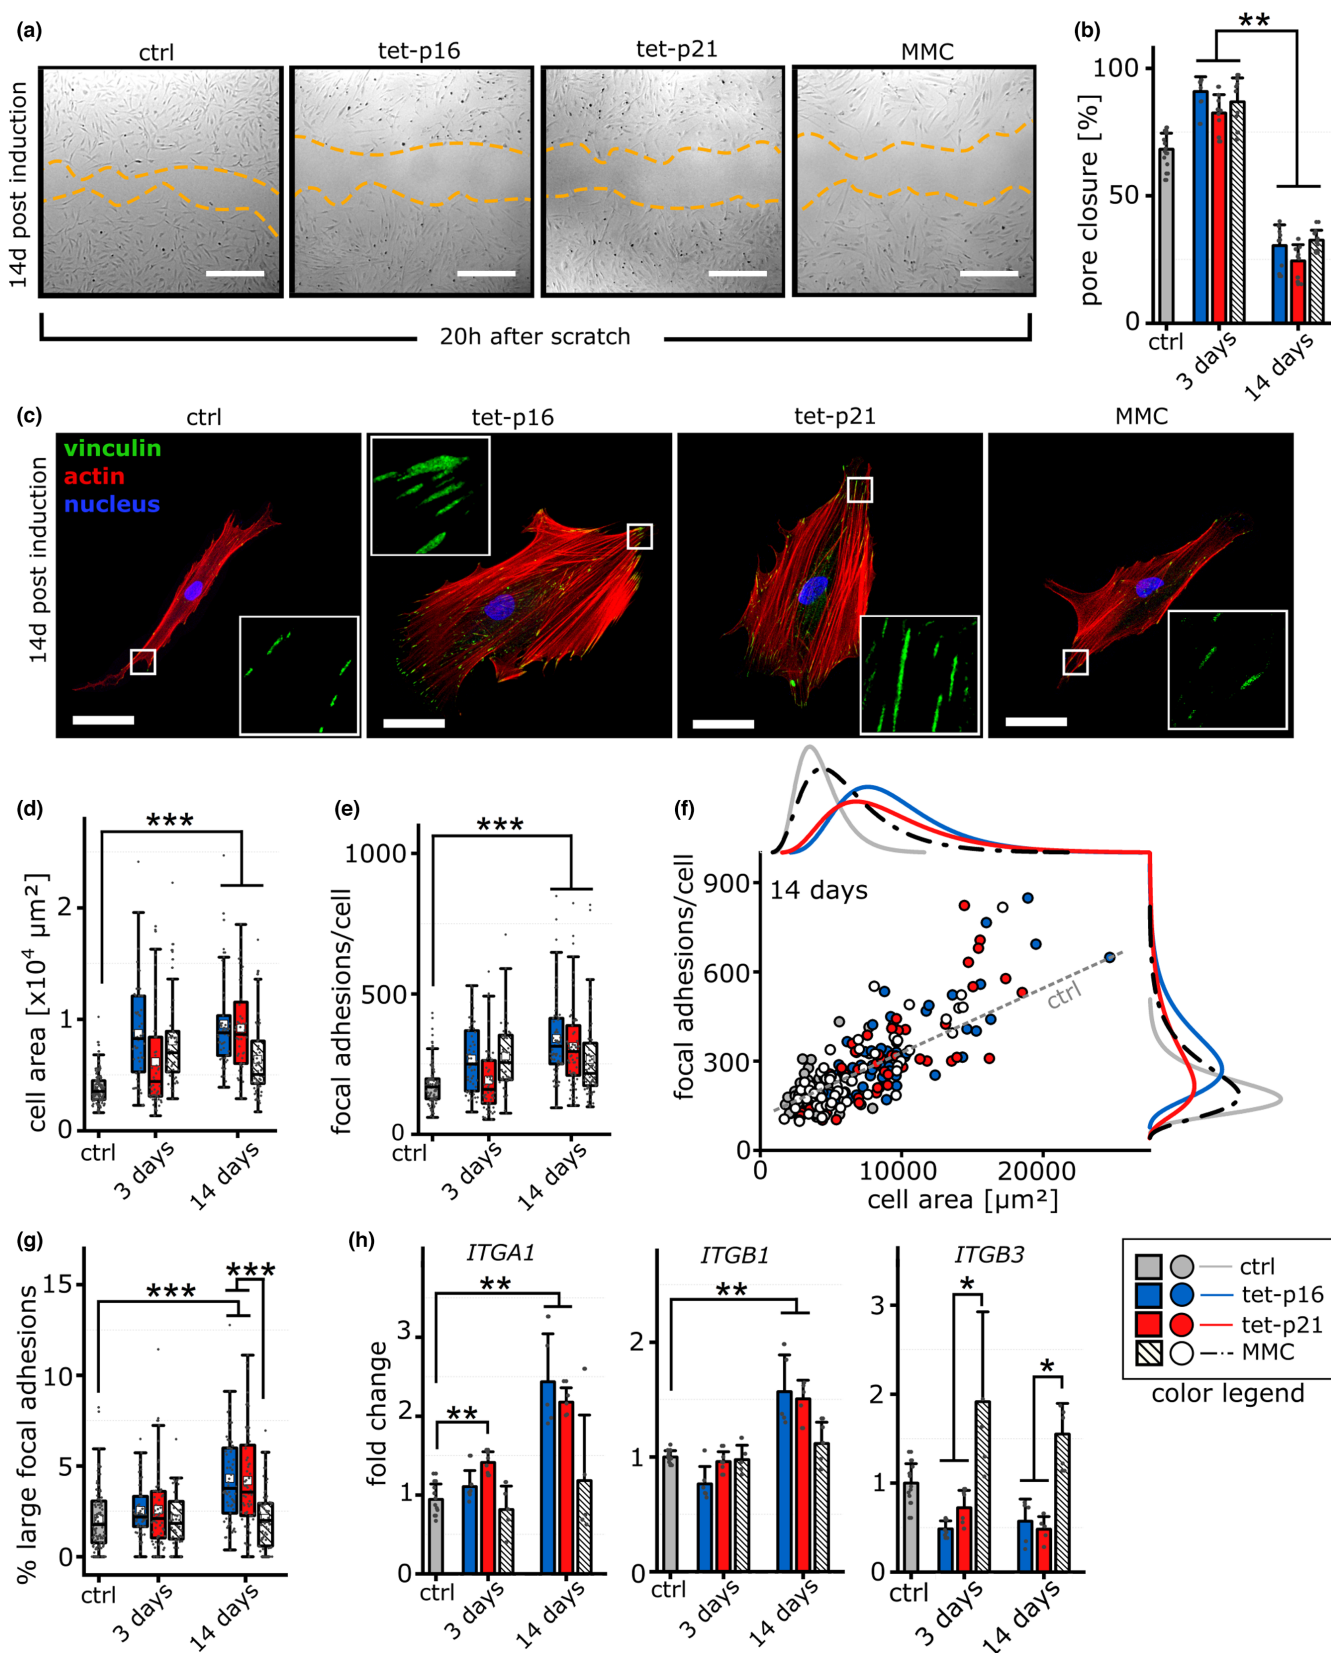 (a)
ctrl
tet-p16
tet-p21
MMC
14d post induction
20h after scratch
(b)
**
pore closure [%]
100
50
0
ctrl
3 days
14 days
(c)
ctrl
tet-p16
tet-p21
MMC
14d post induction
vinculin
actin
nucleus
(d)
***
cell area [x10⁴ µm²]
2
1
0
ctrl
3 days
14 days
(e)
***
focal adhesions/cell
1000
500
0
ctrl
3 days
14 days
(f)
14 days
focal adhesions/cell
900
600
300
0
ctrl
0
10000
20000
cell area [µm²]
(g)
***
***
% large focal adhesions
15
10
5
0
ctrl
3 days
14 days
(h)
ITGA1
**
**
fold change
3
2
1
0
ctrl
3 days
14 days
ITGB1
**
2
1
0
ctrl
3 days
14 days
ITGB3
*
*
3
2
1
0
ctrl
3 days
14 days
ctrl
tet-p16
tet-p21
MMC
color legend